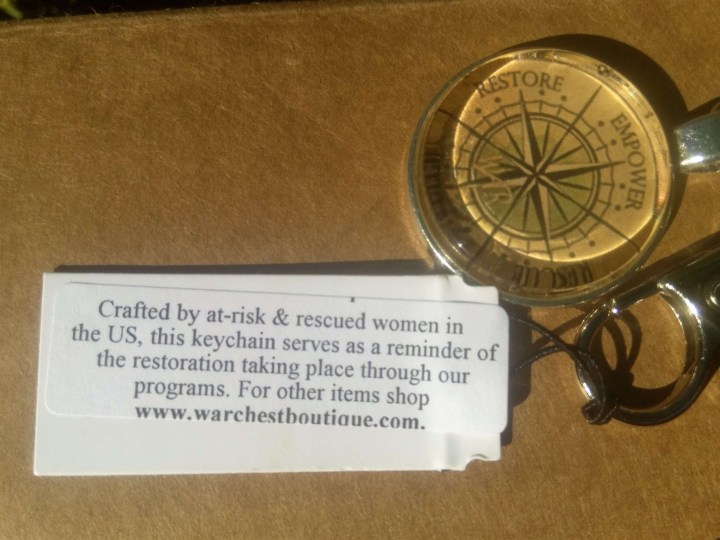 RESTORE
EMPOWER
RESCUE
Crafted by at-risk & rescued women in
the US, this keychain serves as a reminder of
the restoration taking place through our
programs. For other items shop
www.warchestboutique.com.